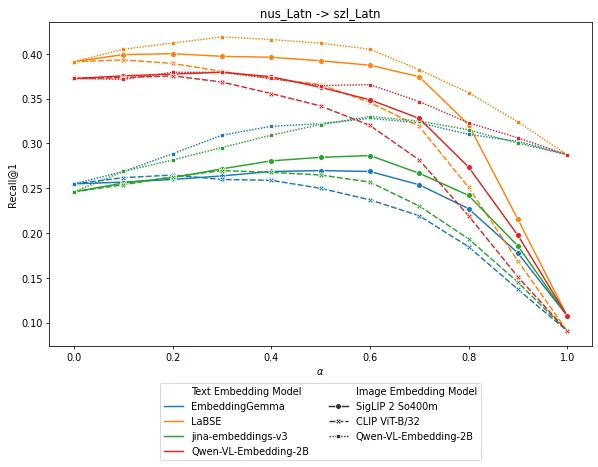 nus_Latn -> szl_Latn
Recall@1
0.40
0.35
0.30
0.25
0.20
0.15
0.10
0.0 0.2 0.4 0.6 0.8 1.0
α
Text Embedding Model
EmbeddingGemma
LaBSE
jina-embeddings-v3
Qwen-VL-Embedding-2B
Image Embedding Model
SigLIP 2 So400m
CLIP ViT-B/32
Qwen-VL-Embedding-2B